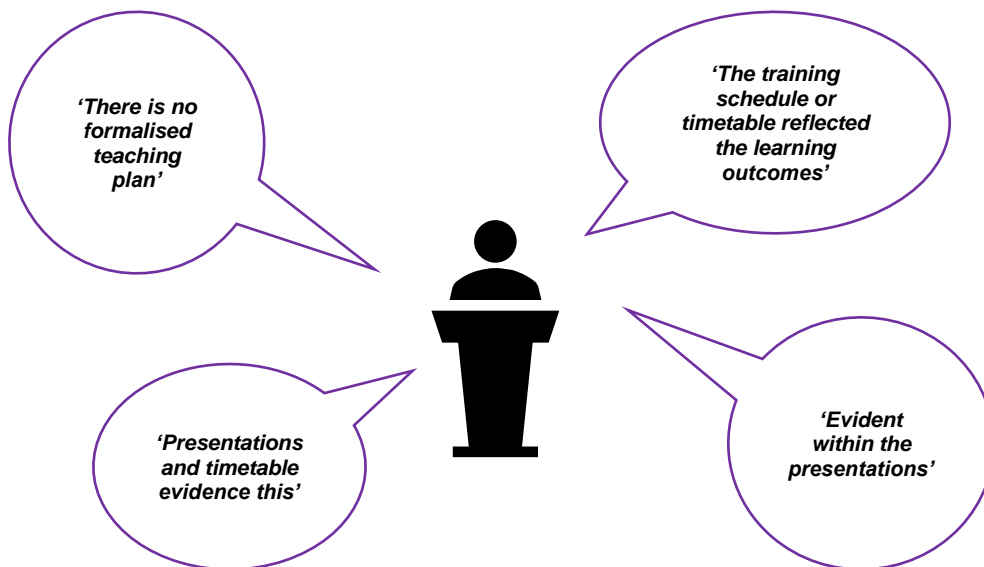 ‘There is no
formalised
teaching
plan’
‘The training
schedule or
timetable reflected
the learning
outcomes’
‘Presentations
and timetable
evidence this’
‘Evident
within the
presentations’